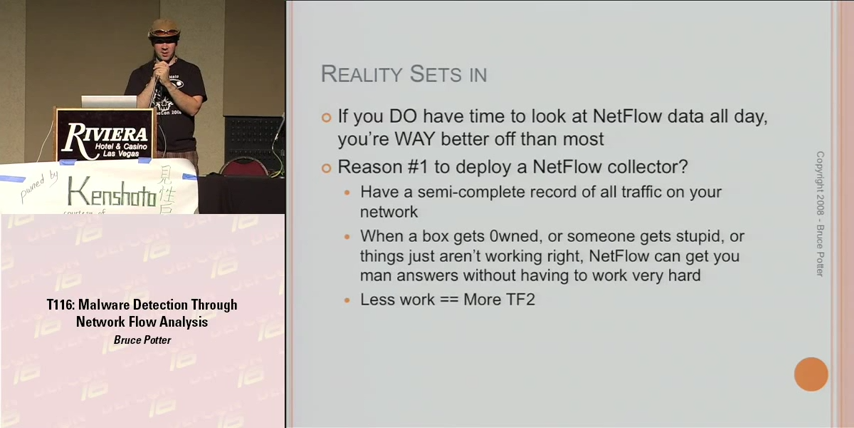 RIVIERA
Hotel & Casino
Las Vegas
pwned by
Kenshoto
見性
T116: Malware Detection Through
Network Flow Analysis
Bruce Potter
REALITY SETS IN
If you DO have time to look at NetFlow data all day,
you're WAY better off than most
Reason #1 to deploy a NetFlow collector?
Have a semi-complete record of all traffic on your
network
When a box gets 0wned, or someone gets stupid, or
things just aren't working right, NetFlow can get you
man answers without having to work very hard
Less work == More TF2
Copyright 2008 - Bruce Potter